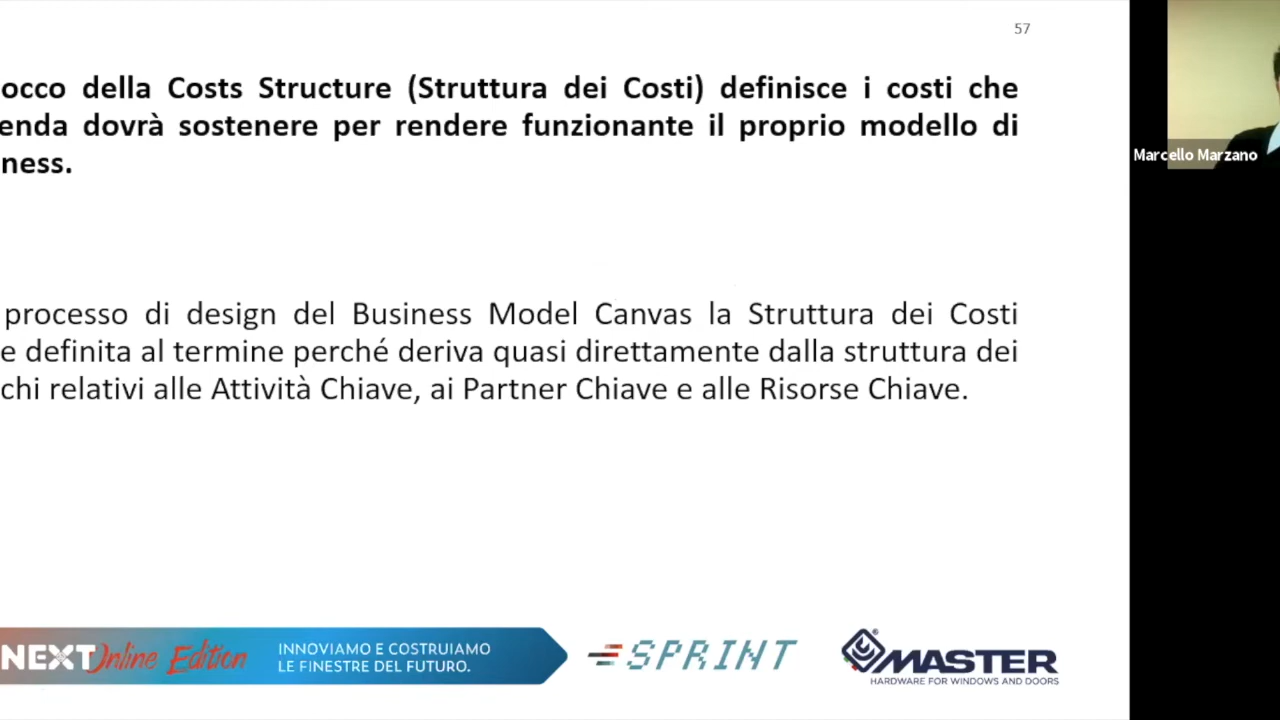 57
occo della Costs Structure (Struttura dei Costi) definisce i costi che
enda dovrà sostenere per rendere funzionante il proprio modello di
ness.
Marcello Marzano
processo di design del Business Model Canvas la Struttura dei Costi
e definita al termine perché deriva quasi direttamente dalla struttura dei
chi relativi alle Attività Chiave, ai Partner Chiave e alle Risorse Chiave.
NEXT Online Edition
INNOVIAMO E COSTRUIAMO
LE FINESTRE DEL FUTURO.
SPRINT
MASTER
HARDWARE FOR WINDOWS AND DOORS